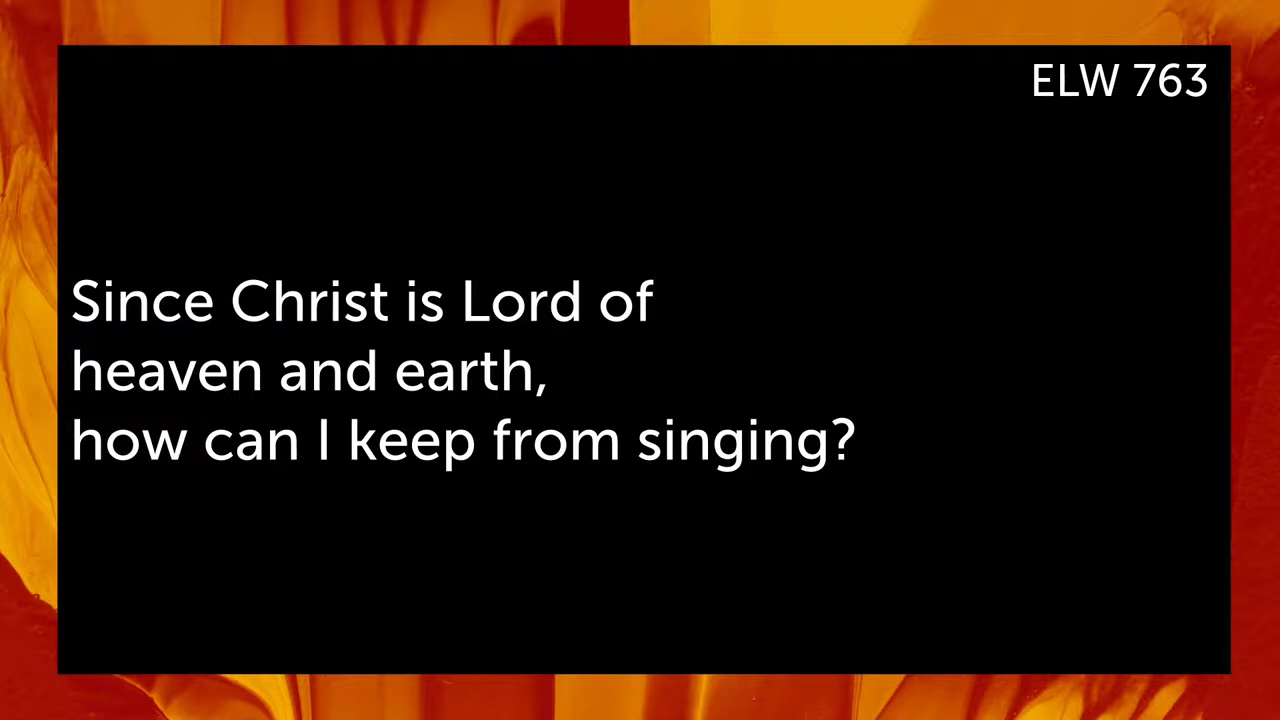 ELW 763
Since Christ is Lord of
heaven and earth,
how can I keep from singing?